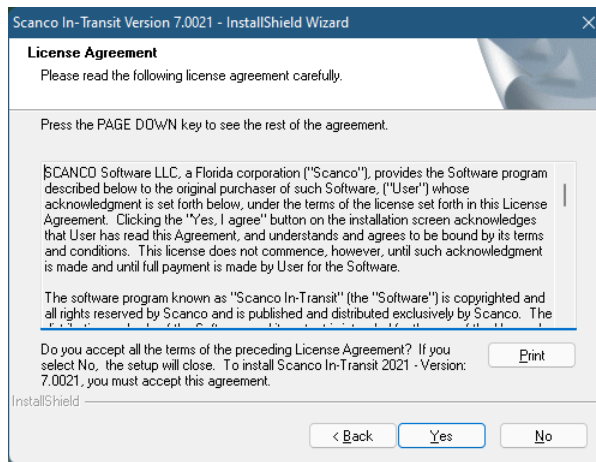 Scanco In-Transit Version 7.0021 - InstallShield Wizard
License Agreement
Please read the following license agreement carefully.
Press the PAGE DOWN key to see the rest of the agreement.
SCANCO Software LLC, a Florida corporation ("Scanco"), provides the Software program
described below to the original purchaser of such Software, ("User") whose
acknowledgment is set forth below, under the terms of the license set forth in this License
Agreement.  Clicking the "Yes, I agree" button on the installation screen acknowledges
that User has read this Agreement, and understands and agrees to be bound by its terms
and conditions.  This license does not commence, however, until such acknowledgment
is made and until full payment is made by User for the Software.
The software program known as "Scanco In-Transit" (the "Software") is copyrighted and
all rights reserved by Scanco and is published and distributed exclusively by Scanco.  The
Do you accept all the terms of the preceding License Agreement?  If you
select No,  the setup will close.  To install Scanco In-Transit 2021 - Version:
7.0021, you must accept this agreement.
Print
InstallShield
< Back
Yes
No